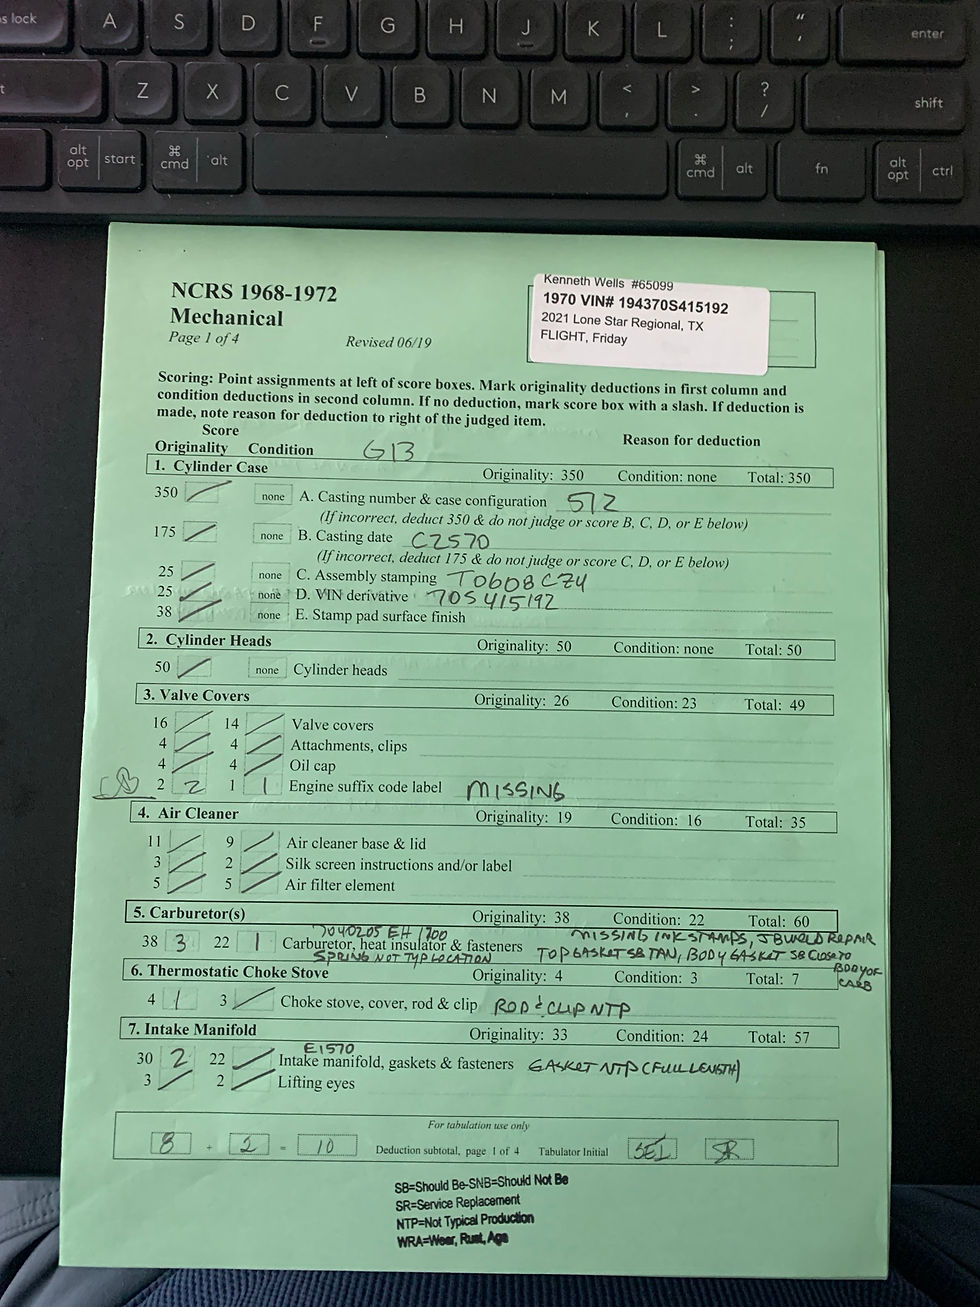 s lock A S D F G H J K L : ; “ , enter
t Z X C V B N M < , > . ? / shift
alt opt start ⌘ cmd alt ⌘ cmd alt fn alt opt ctrl
NCRS 1968-1972
Mechanical
Page 1 of 4 Revised 06/19
Kenneth Wells #65099
1970 VIN# 194370S415192
2021 Lone Star Regional, TX
FLIGHT, Friday
Scoring: Point assignments at left of score boxes. Mark originality deductions in first column and
condition deductions in second column. If no deduction, mark score box with a slash. If deduction is
made, note reason for deduction to right of the judged item.
Score
Originality Condition G13 Reason for deduction
1. Cylinder Case Originality: 350 Condition: none Total: 350
350 none A. Casting number & case configuration 512
(If incorrect, deduct 350 & do not judge or score B, C, D, or E below)
175 none B. Casting date C2570
(If incorrect, deduct 175 & do not judge or score C, D, or E below)
25 none C. Assembly stamping T0608CZU
25 none D. VIN derivative 70S415192
38 none E. Stamp pad surface finish
2. Cylinder Heads Originality: 50 Condition: none Total: 50
50 none Cylinder heads
3. Valve Covers Originality: 26 Condition: 23 Total: 49
16 14 Valve covers
4 4 Attachments, clips
4 4 Oil cap
2 2 1 1 Engine suffix code label MISSING
4. Air Cleaner Originality: 19 Condition: 16 Total: 35
11 9 Air cleaner base & lid
3 2 Silk screen instructions and/or label
5 5 Air filter element
5. Carburetor(s) Originality: 38 Condition: 22 Total: 60
7040205 EH 1700 MISSING INK STAMPS, JBWELD REPAIR
38 3 22 1 Carburetor, heat insulator & fasteners TOP GASKET SB TAN, BODY GASKET SB CLOSE TO BODY OF CARB
SPRING NOT TYP LOCATION
6. Thermostatic Choke Stove Originality: 4 Condition: 3 Total: 7
4 1 3 Choke stove, cover, rod & clip ROD & CLIP NTP
7. Intake Manifold Originality: 33 Condition: 24 Total: 57
E1570
30 2 22 Intake manifold, gaskets & fasteners GASKET NTP (FULL LENGTH)
3 2 Lifting eyes
For tabulation use only
8 + 2 = 10 Deduction subtotal, page 1 of 4 Tabulator Initial SR
SB=Should Be-SNB=Should Not Be
SR=Service Replacement
NTP=Not Typical Production
WRA=Wear, Rust, Age